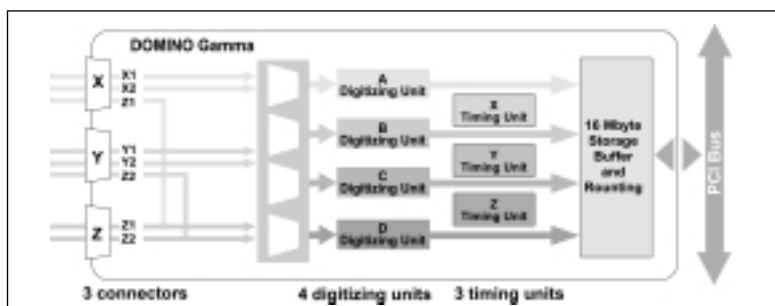 DOMINO Gamma
X
X1
X2
Z1
Y
Y1
Y2
Z2
Z
Z1
Z2
A
Digitizing Unit
B
Digitizing Unit
C
Digitizing Unit
D
Digitizing Unit
X
Timing Unit
Y
Timing Unit
Z
Timing Unit
16 Mbyte
Storage
Buffer
and
Rounting
PCI Bus
3 connectors
4 digitizing units
3 timing units